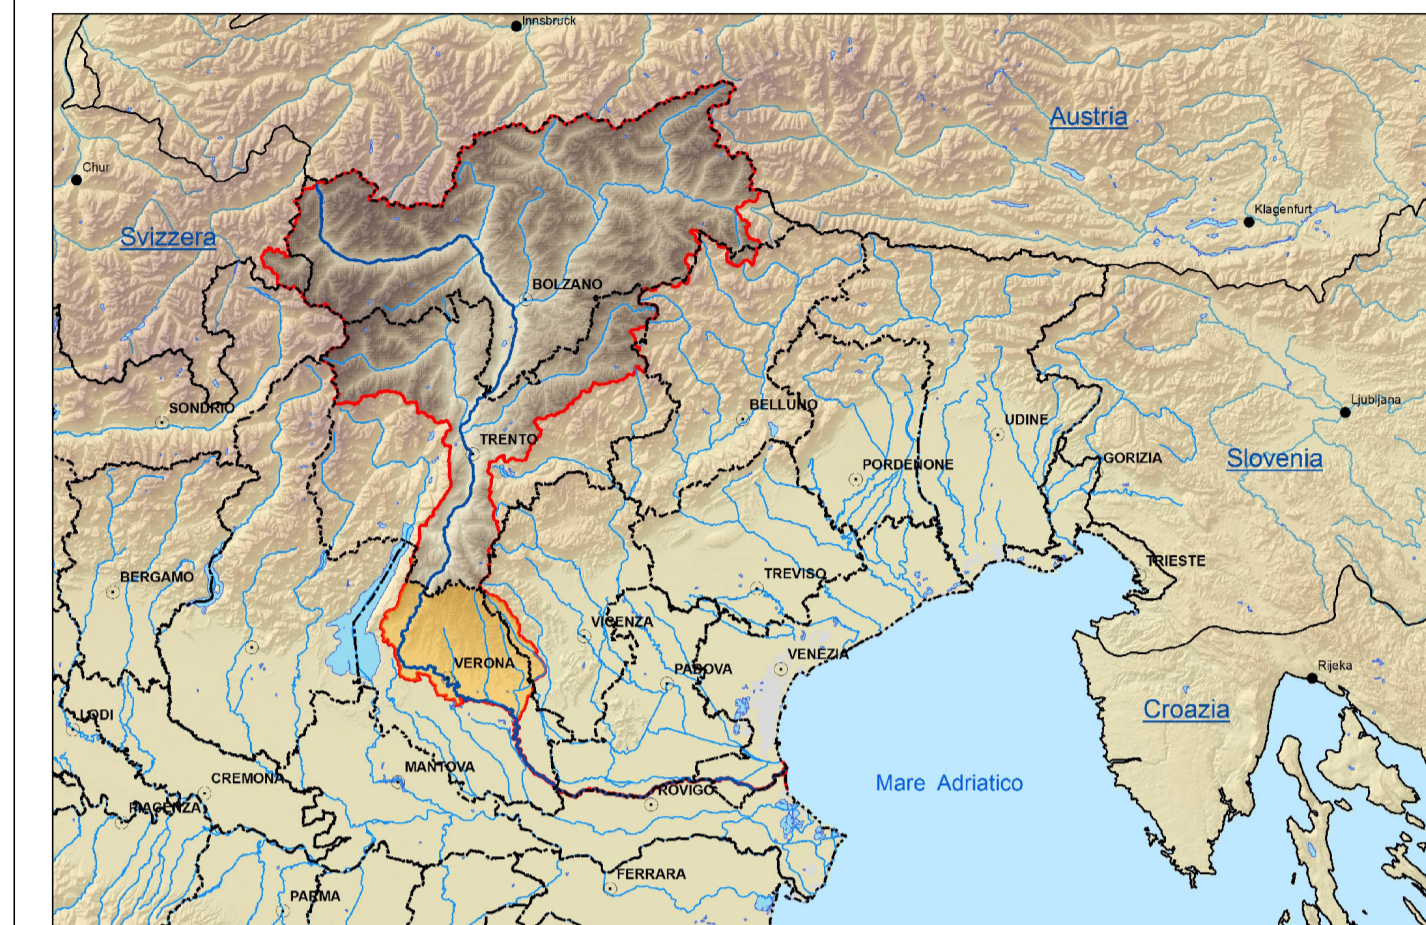 Innsbruck
Austria
Chur
Klagenfurt
Svizzera
BOLZANO
SONDRIO
BELLUNO
Ljubljana
UDINE
TRENTO
GORIZIA
Slovenia
PORDENONE
TRIESTE
BERGAMO
TREVISO
VICENZA
VENEZIA
VERONA
PADOVA
Rijeka
Croazia
LODI
MANTOVA
CREMONA
Mare Adriatico
ROVIGO
PIACENZA
FERRARA
PARMA